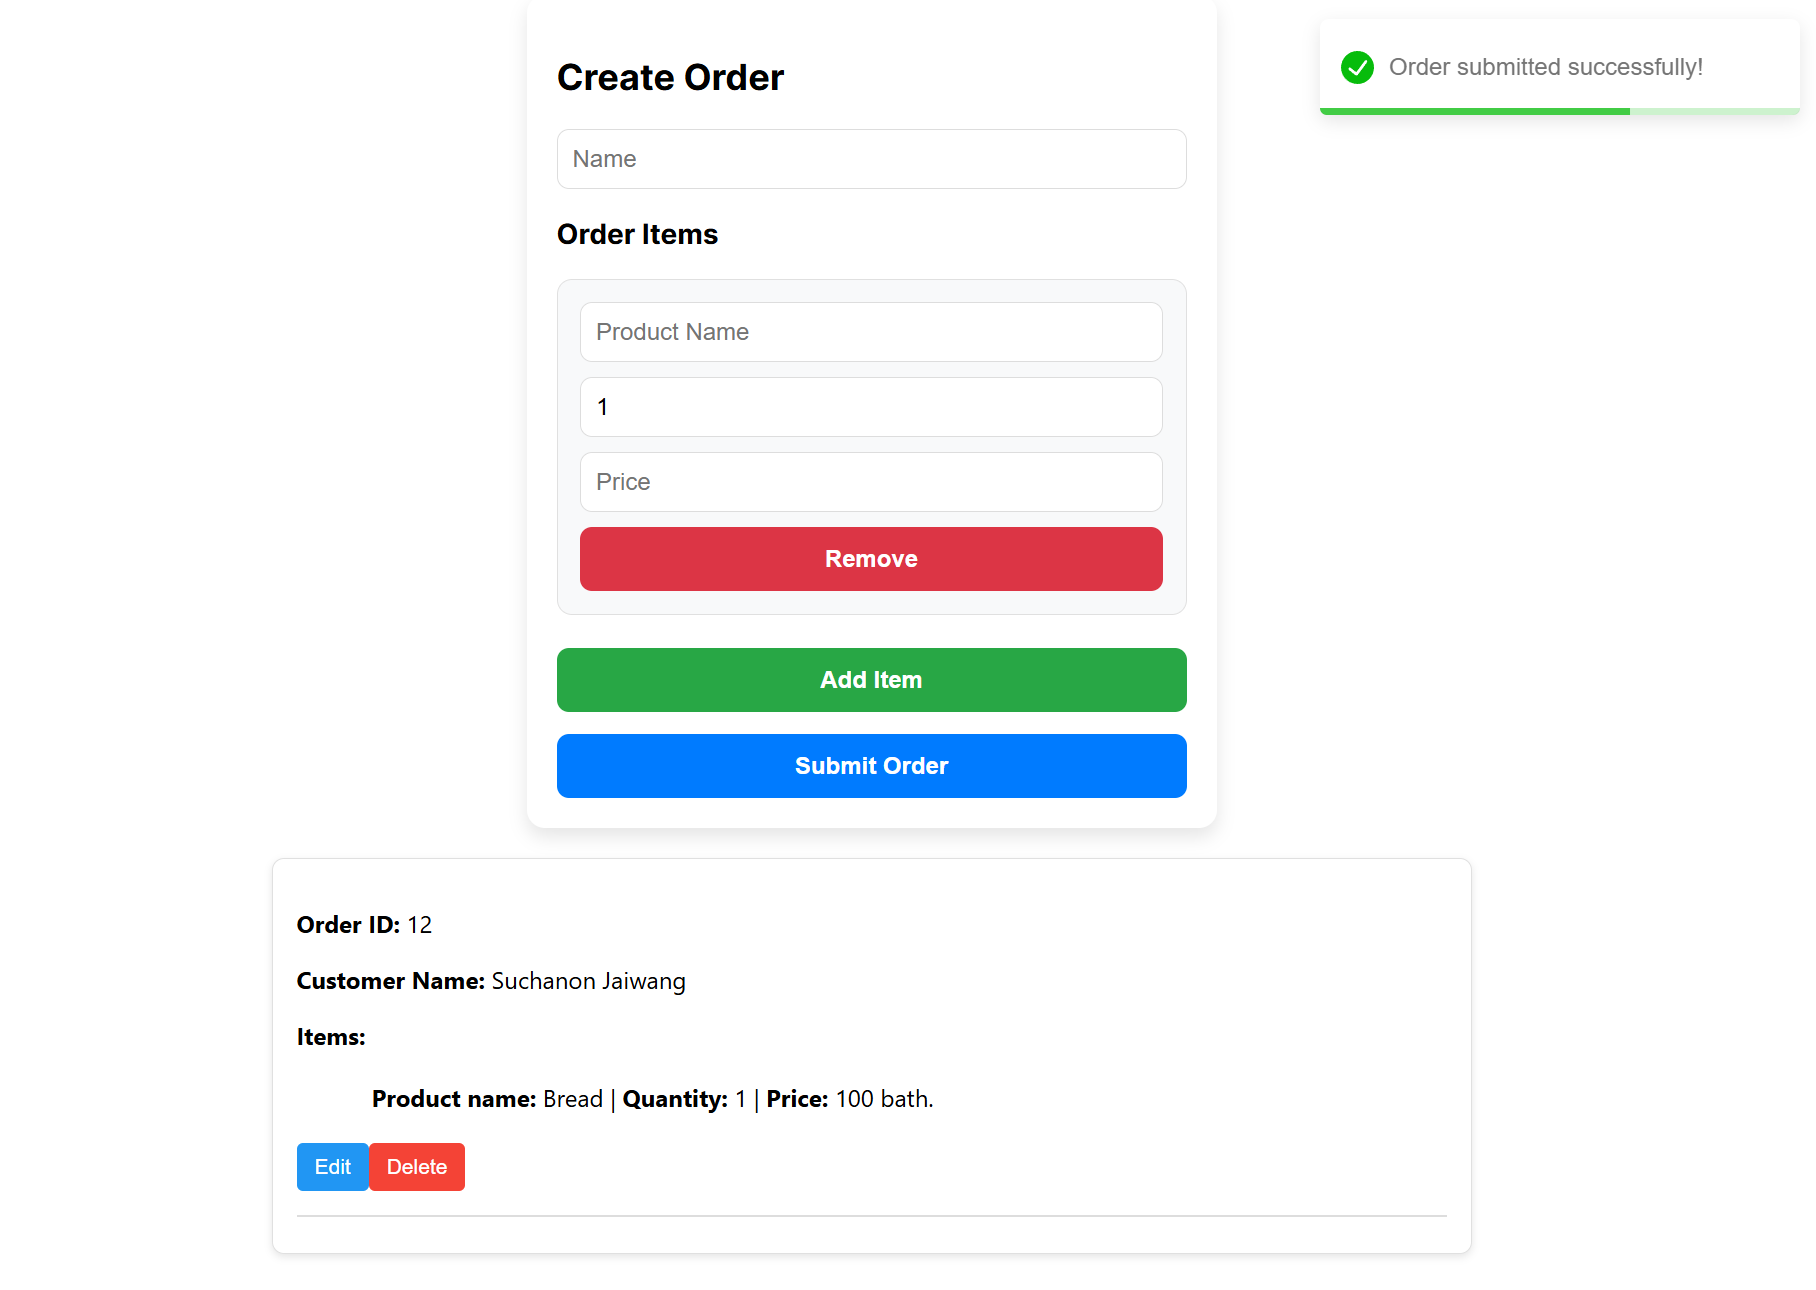 Create Order
Order submitted successfully!
Name
Order Items
Product Name
1
Price
Remove
Add Item
Submit Order
Order ID: 12
Customer Name: Suchanon Jaiwang
Items:
Product name: Bread | Quantity: 1 | Price: 100 bath.
Edit Delete